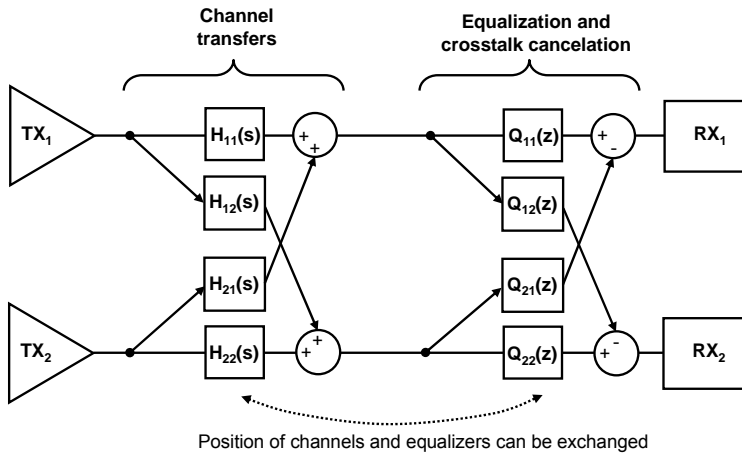 Channel
transfers
Equalization and
crosstalk cancelation
TX₁
H₁₁(s)
+
+
Q₁₁(z)
+
-
RX₁
H₁₂(s)
Q₁₂(z)
H₂₁(s)
Q₂₁(z)
TX₂
H₂₂(s)
+
+
Q₂₂(z)
+
-
RX₂
Position of channels and equalizers can be exchanged